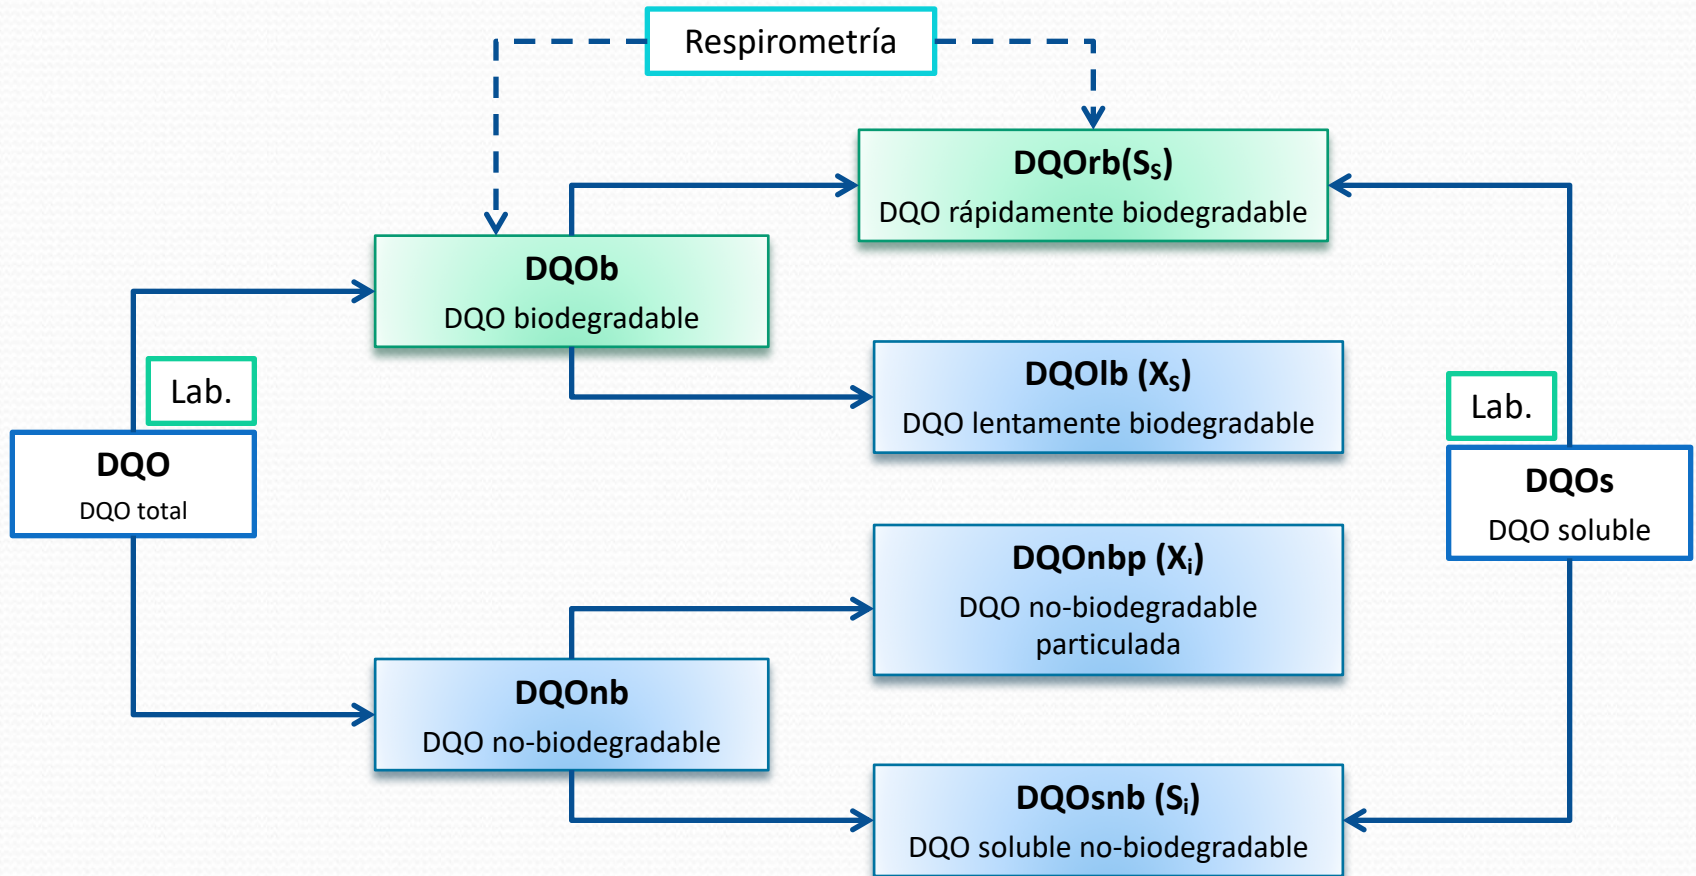 Respirometría
DQOrb(Ss)
DQO rápidamente biodegradable
DQOb
DQO biodegradable
DQOlb (Xs)
DQO lentamente biodegradable
Lab.
Lab.
DQO
DQO total
DQOs
DQO soluble
DQOnbp (Xi)
DQO no-biodegradable
particulada
DQOnb
DQO no-biodegradable
DQOsnb (Si)
DQO soluble no-biodegradable